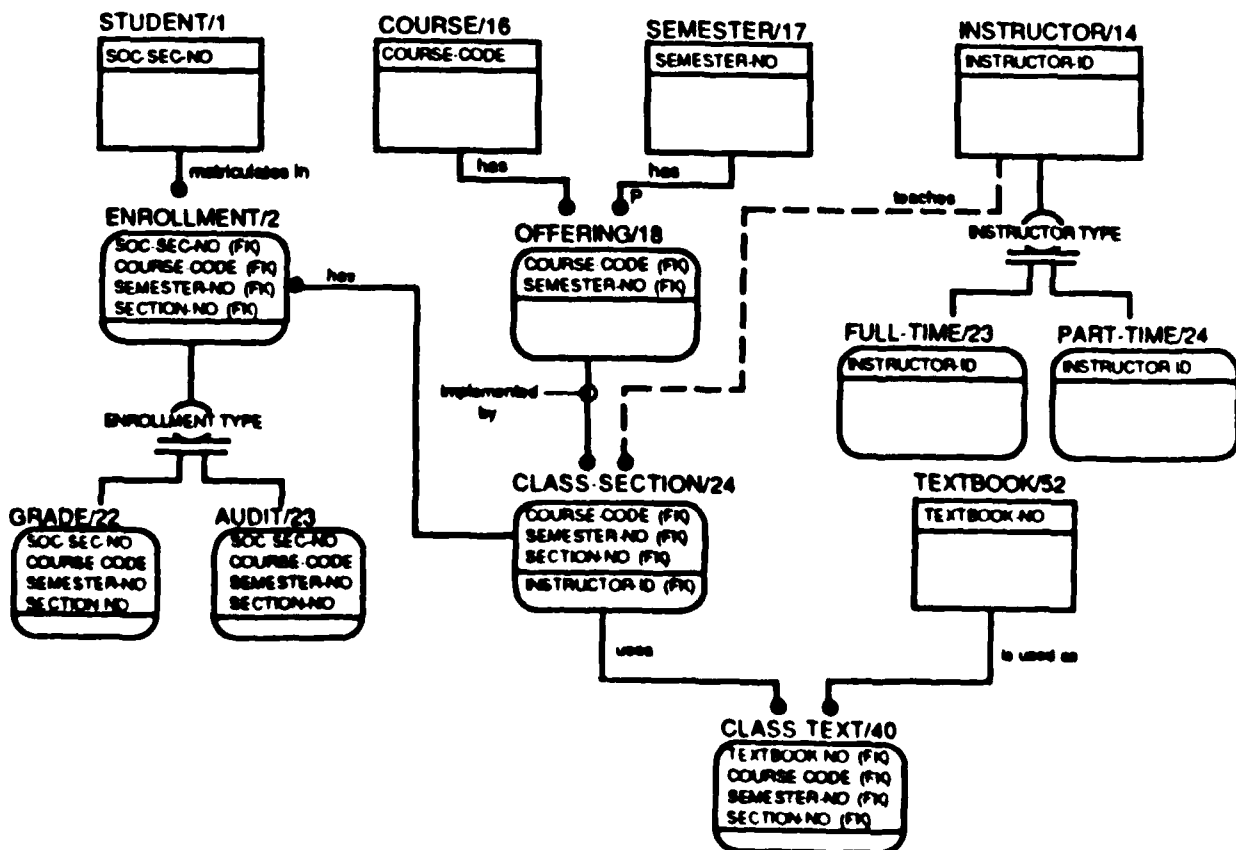 STUDENT/1
SOC SEC-NO
COURSE/16
COURSE-CODE
SEMESTER/17
SEMESTER-NO
INSTRUCTOR/14
INSTRUCTOR-ID
matriculates in
has
has
P
teaches
ENROLLMENT/2
SOC-SEC-NO (FK)
COURSE-CODE (FK)
SEMESTER-NO (FK)
SECTION-NO (FK)
has
OFFERING/18
COURSE-CODE (FK)
SEMESTER-NO (FK)
INSTRUCTOR TYPE
FULL-TIME/23
INSTRUCTOR-ID
PART-TIME/24
INSTRUCTOR ID
implemented
by
ENROLLMENT TYPE
GRADE/22
SOC SEC-NO
COURSE CODE
SEMESTER-NO
SECTION NO
AUDIT/23
SOC SEC-NO
COURSE-CODE
SEMESTER-NO
SECTION-NO
CLASS-SECTION/24
COURSE-CODE (FK)
SEMESTER-NO (FK)
SECTION-NO (FK)
INSTRUCTOR-ID (FK)
TEXTBOOK/52
TEXTBOOK-NO
uses
is used as
CLASS TEXT/40
TEXTBOOK NO (FK)
COURSE CODE (FK)
SEMESTER-NO (FK)
SECTION-NO (FK)